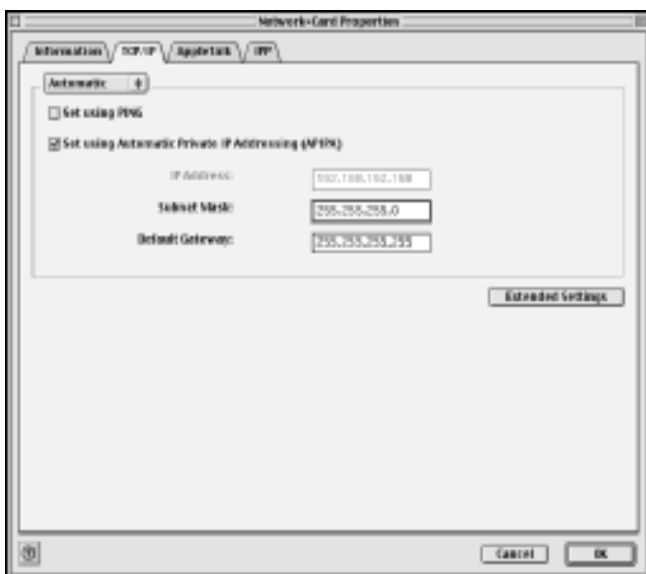 Network-Card Properties
Information TCP/IP AppleTalk IPP
Automatic
Set using PING
Set using Automatic Private IP Addressing (APIPA)
IP Address:
Subnet Mask: 255.255.255.0
Default Gateway: 255.255.255.255
Extended Settings
Cancel OK